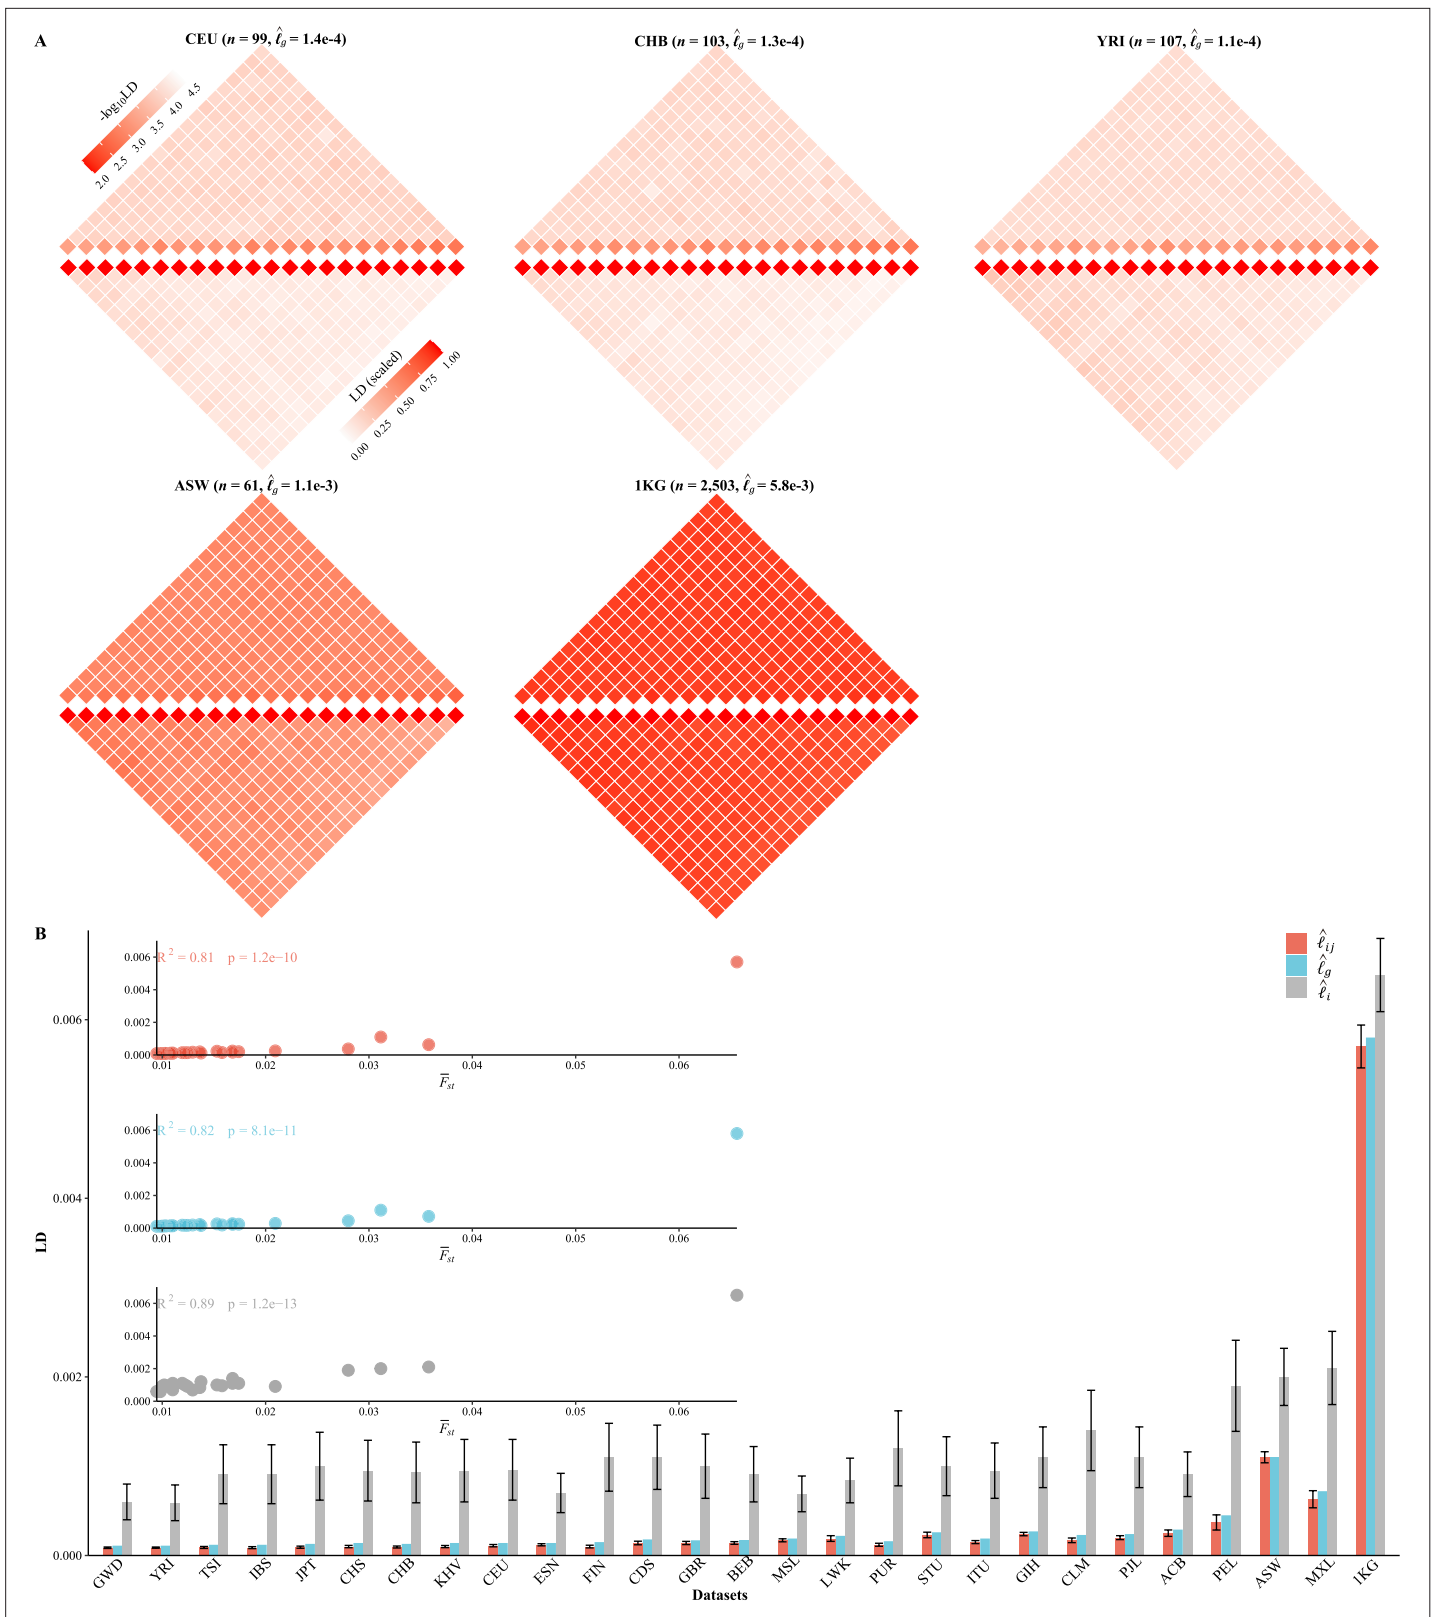 A
CEU (n = 99, ℓ̂g = 1.4e-4)
CHB (n = 103, ℓ̂g = 1.3e-4)
YRI (n = 107, ℓ̂g = 1.1e-4)
-log10LD
2.0 2.5 3.0 3.5 4.0 4.5
LD (scaled)
0.00 0.25 0.50 0.75 1.00
ASW (n = 61, ℓ̂g = 1.1e-3)
1KG (n = 2,503, ℓ̂g = 5.8e-3)
B
LD
0.006
0.004
0.002
0.000
R2 = 0.81 p = 1.2e−10
0.006
0.004
0.002
0.000
0.01 0.02 0.03 0.04 0.05 0.06
F̅st
R2 = 0.82 p = 8.1e−11
0.006
0.004
0.002
0.000
0.01 0.02 0.03 0.04 0.05 0.06
F̅st
R2 = 0.89 p = 1.2e−13
0.006
0.004
0.002
0.000
0.01 0.02 0.03 0.04 0.05 0.06
F̅st
ℓ̂ij
ℓ̂g
ℓ̂i
GWD YRI TSI IBS JPT CHS CHB KHV CEU ESN FIN CDS GBR BEB MSL LWK PUR STU ITU GIH CLM PJL ACB PEL ASW MXL 1KG
Datasets